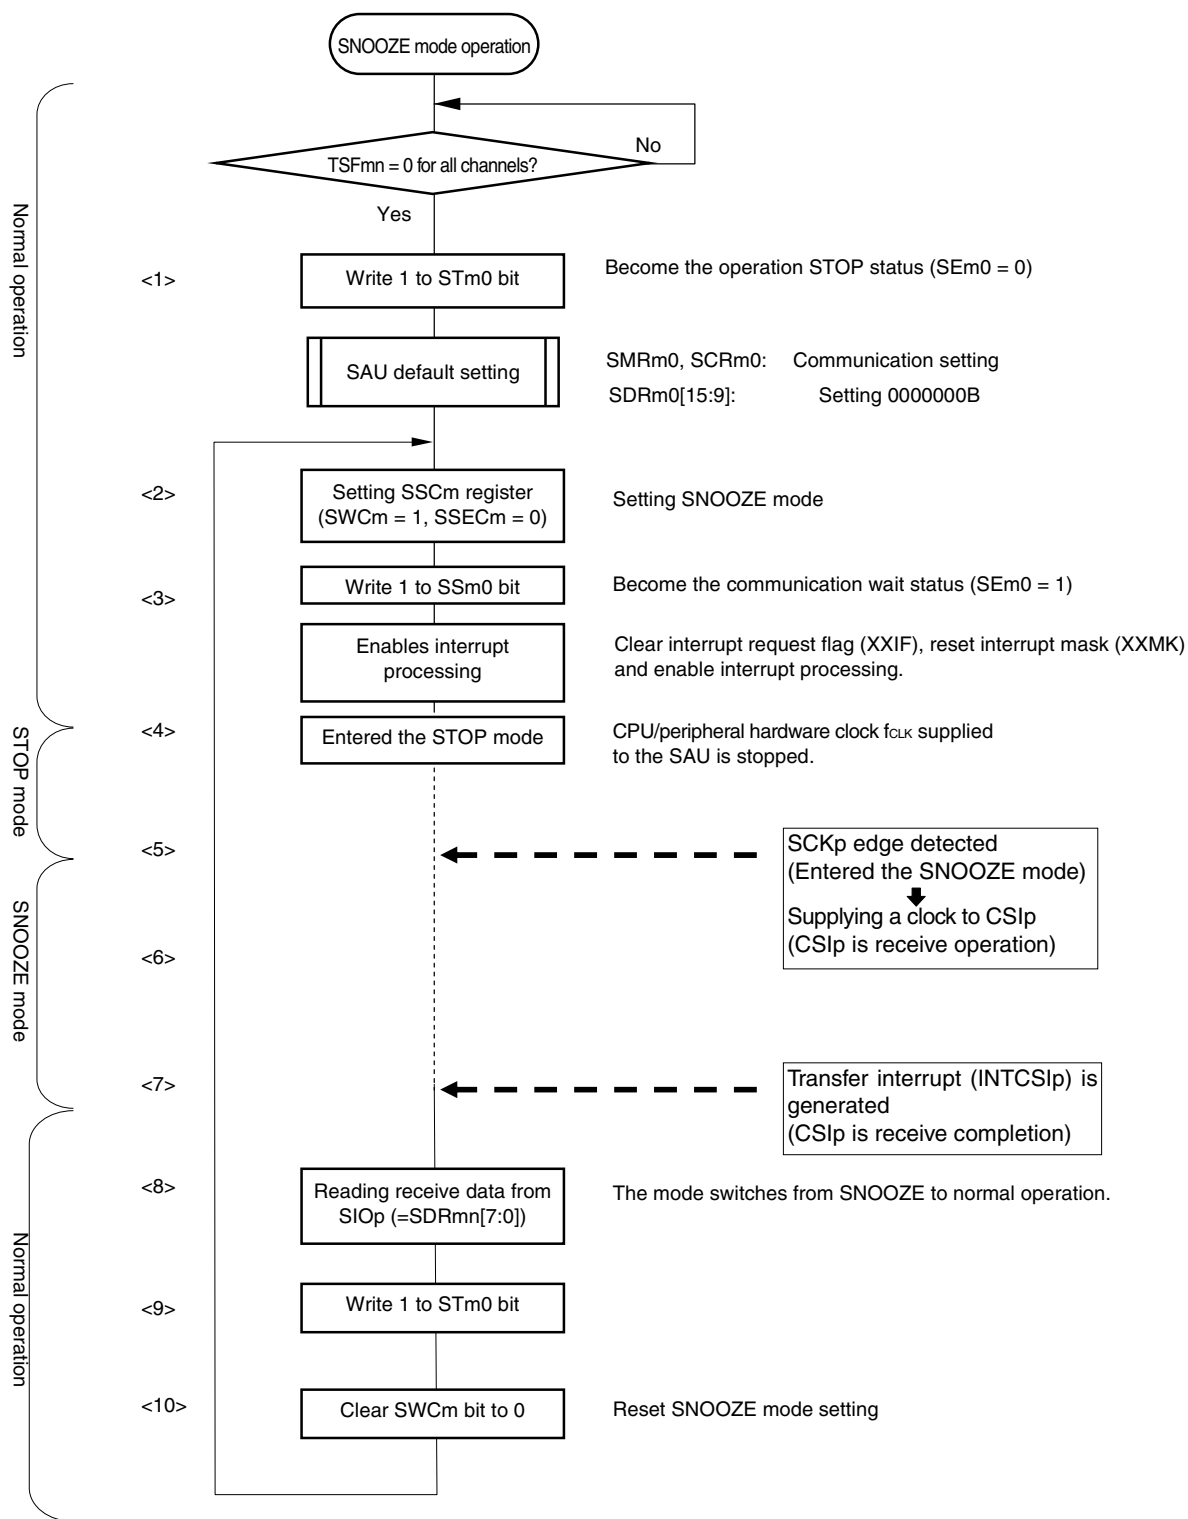 SNOOZE mode operation
No
TSFmn = 0 for all channels?
Yes
Normal operation
<1>
Write 1 to STm0 bit
Become the operation STOP status (SEm0 = 0)
SAU default setting
SMRm0, SCRm0: Communication setting
SDRm0[15:9]: Setting 0000000B
<2>
Setting SSCm register
(SWCm = 1, SSECm = 0)
Setting SNOOZE mode
<3>
Write 1 to SSm0 bit
Become the communication wait status (SEm0 = 1)
Enables interrupt
processing
Clear interrupt request flag (XXIF), reset interrupt mask (XXMK)
and enable interrupt processing.
<4>
Entered the STOP mode
CPU/peripheral hardware clock fCLK supplied
to the SAU is stopped.
STOP mode
<5>
SCKp edge detected
(Entered the SNOOZE mode)
Supplying a clock to CSIp
(CSIp is receive operation)
SNOOZE mode
<6>
<7>
Transfer interrupt (INTCSIp) is
generated
(CSIp is receive completion)
<8>
Reading receive data from
SIOp (=SDRmn[7:0])
The mode switches from SNOOZE to normal operation.
Normal operation
<9>
Write 1 to STm0 bit
<10>
Clear SWCm bit to 0
Reset SNOOZE mode setting